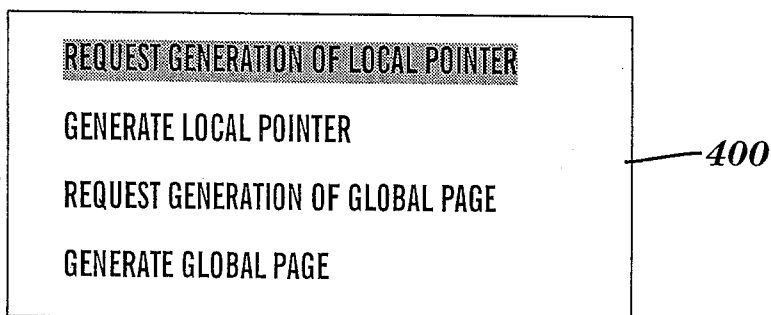 REQUEST GENERATION OF LOCAL POINTER
GENERATE LOCAL POINTER
400
REQUEST GENERATION OF GLOBAL PAGE
GENERATE GLOBAL PAGE